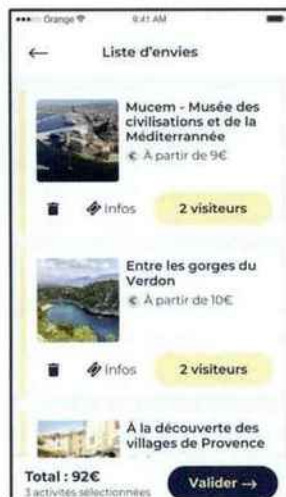 Orange 9:41 AM
← Liste d'envies
Mucem - Musée des
civilisations et de la
Méditerrannée
€ À partir de 9€
Infos
2 visiteurs
Entre les gorges du
Verdon
€ À partir de 10€
Infos
2 visiteurs
À la découverte des
villages de Provence
Total : 92€
3 activités sélectionnées
Valider →